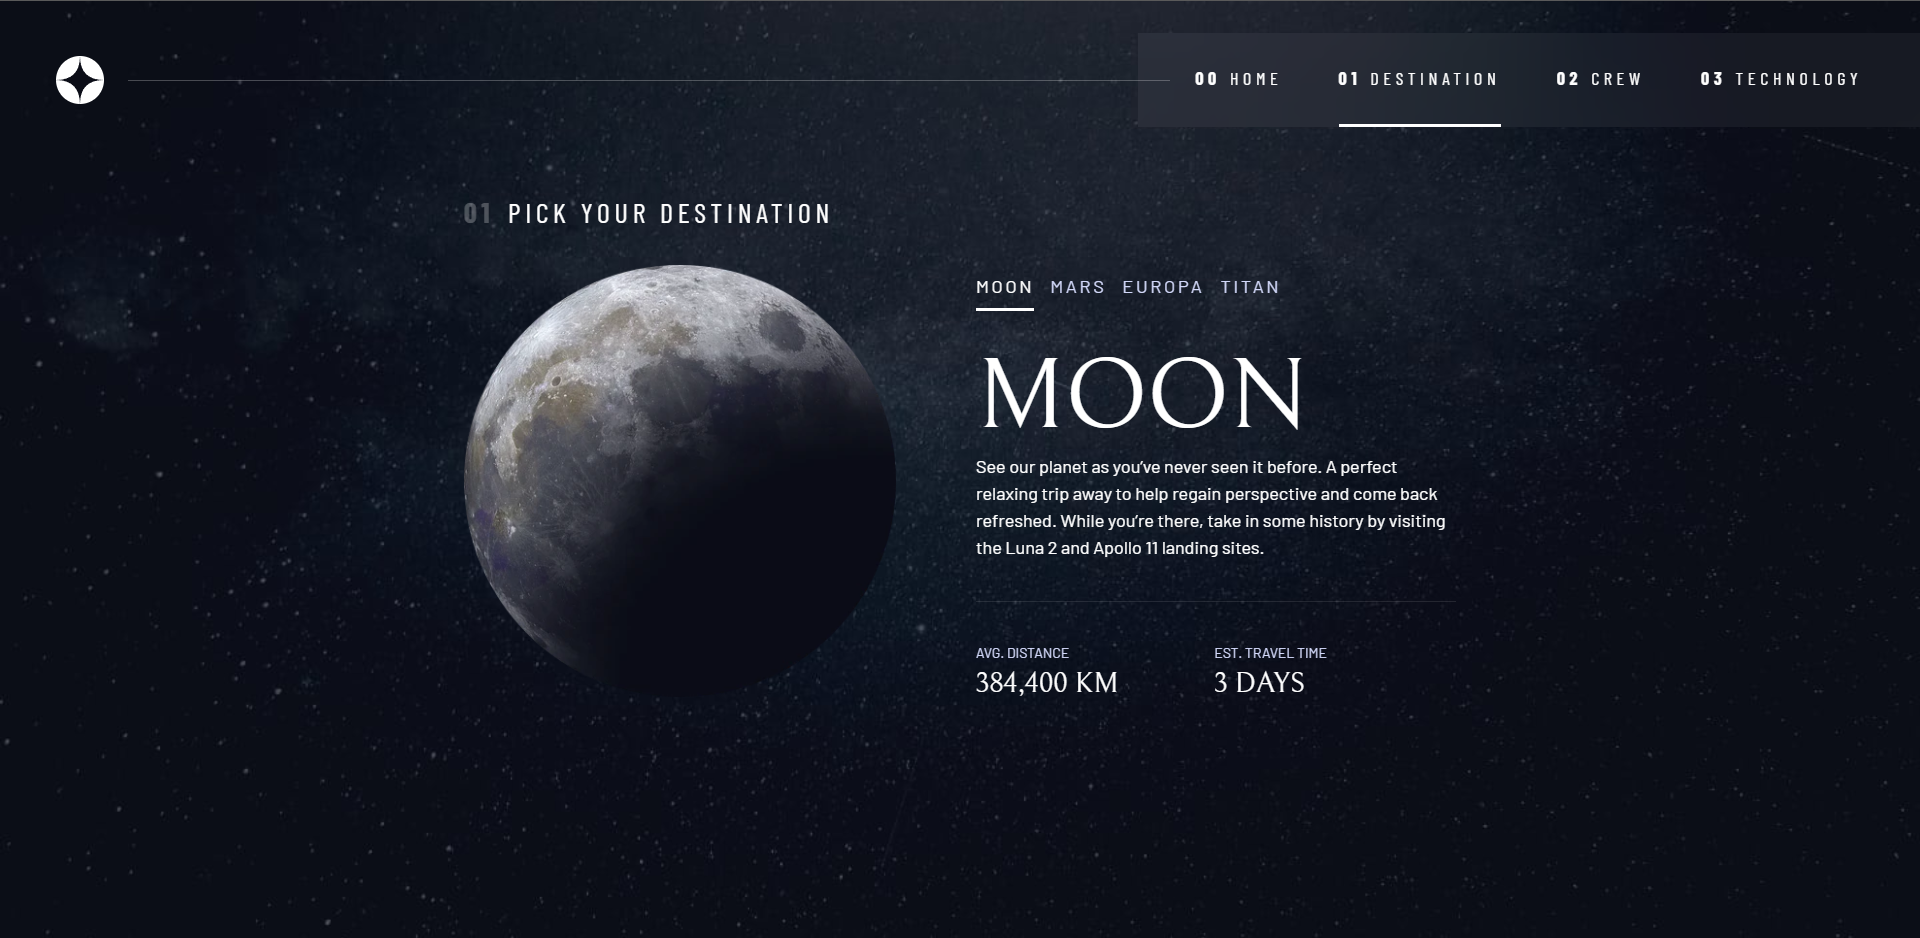 00 HOME 01 DESTINATION 02 CREW 03 TECHNOLOGY
01 PICK YOUR DESTINATION
MOON MARS EUROPA TITAN
MOON
See our planet as you’ve never seen it before. A perfect
relaxing trip away to help regain perspective and come back
refreshed. While you’re there, take in some history by visiting
the Luna 2 and Apollo 11 landing sites.
AVG. DISTANCE EST. TRAVEL TIME
384,400 KM 3 DAYS